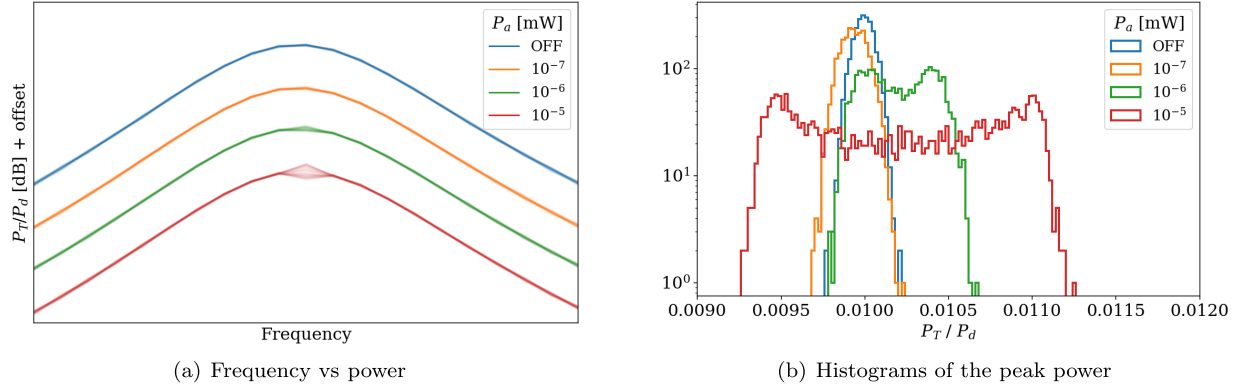 P_T/P_d [dB] + offset
P_a [mW]
OFF
10^-7
10^-6
10^-5
Frequency
(a) Frequency vs power
10^2
10^1
10^0
P_a [mW]
OFF
10^-7
10^-6
10^-5
0.0090 0.0095 0.0100 0.0105 0.0110 0.0115 0.0120
P_T / P_d
(b) Histograms of the peak power